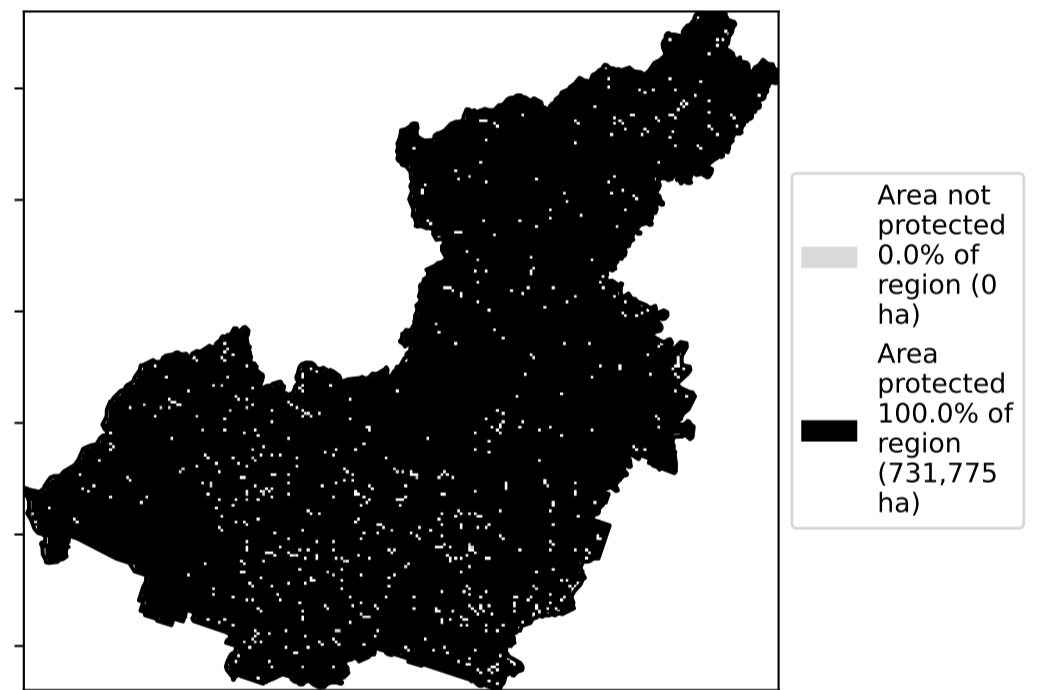 Area not
protected
0.0% of
region (0
ha)
Area
protected
100.0% of
region
(731,775
ha)